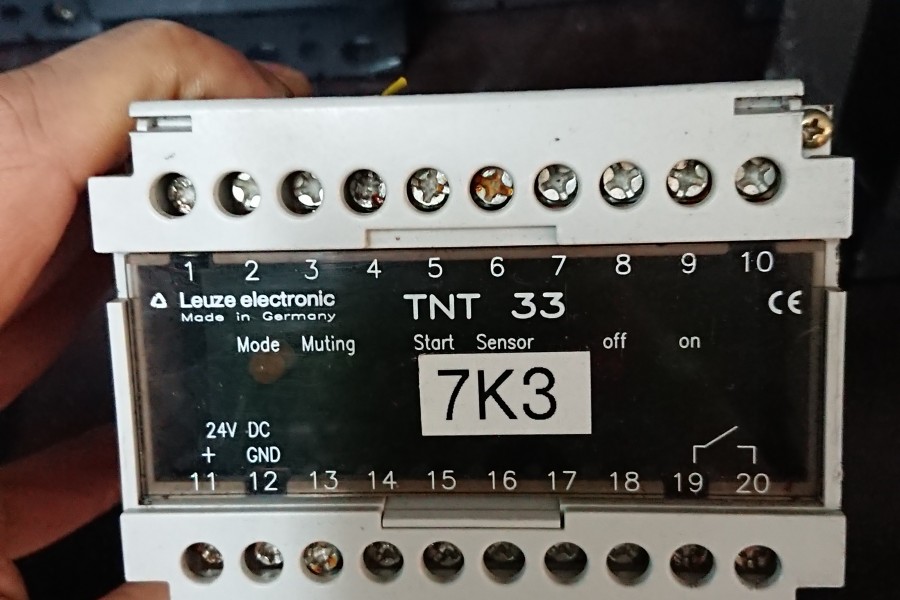 1 2 3 4 5 6 7 8 9 10
Leuze electronic TNT 33 CE
Made in Germany
Mode Muting Start Sensor off on
7K3
24V DC
+ GND
11 12 13 14 15 16 17 18 19 20